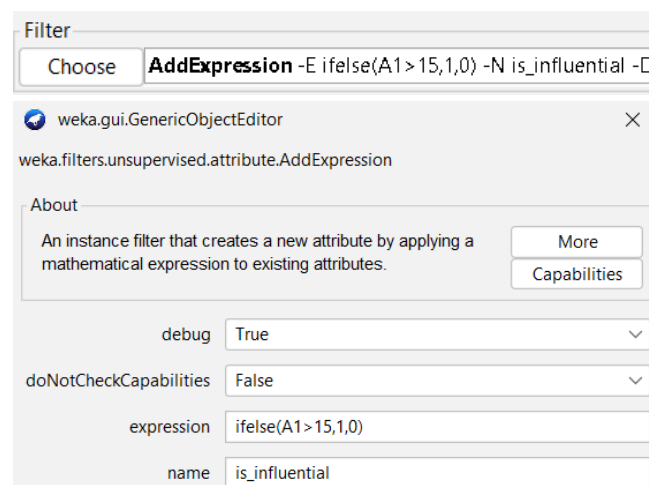 Filter
Choose AddExpression -E ifelse(A1>15,1,0) -N is_influential -D
weka.gui.GenericObjectEditor
weka.filters.unsupervised.attribute.AddExpression
About
An instance filter that creates a new attribute by applying a More
mathematical expression to existing attributes. Capabilities
debug True
doNotCheckCapabilities False
expression ifelse(A1>15,1,0)
name is_influential